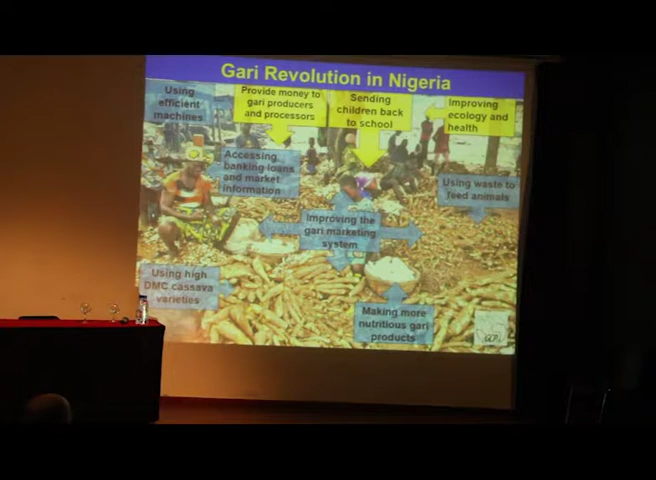 Gari Revolution in Nigeria
Using
efficient
machines
Provide money to
gari producers
and processors
Sending
children back
to school
Improving
ecology and
health
Accessing
banking loans
and market
information
Using waste to
feed animals
Improving the
gari marketing
system
Using high
DMC cassava
varieties
Making more
nutritious gari
products